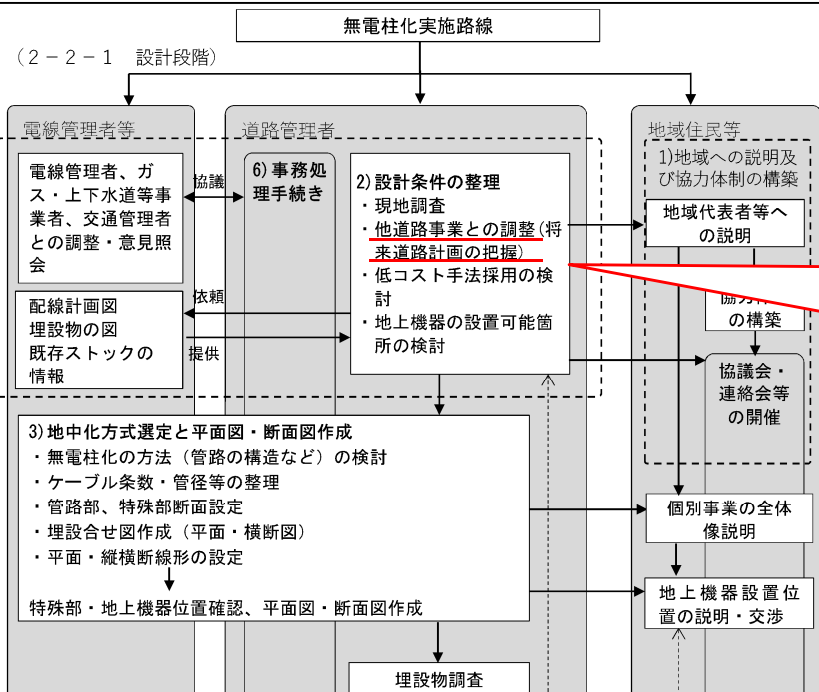 無電柱化実施路線
（２－２－１　設計段階）
電線管理者等
道路管理者
地域住民等
電線管理者、ガ
ス・上下水道等事
業者、交通管理者
との調整・意見照
会
協議
6)事務処
理手続き
2)設計条件の整理
・現地調査
・他道路事業との調整(将
来道路計画の把握)
・低コスト手法採用の検
討
・地上機器の設置可能箇
所の検討
1)地域への説明及
び協力体制の構築
地域代表者等へ
の説明
の構築
協議会・
連絡会等
の開催
配線計画図
埋設物の図
既存ストックの
情報
依頼
提供
3)地中化方式選定と平面図・断面図作成
・無電柱化の方法（管路の構造など）の検討
・ケーブル条数・管径等の整理
・管路部、特殊部断面設定
・埋設合せ図作成（平面・横断図）
・平面・縦横断線形の設定
特殊部・地上機器位置確認、平面図・断面図作成
個別事業の全体
像説明
地上機器設置位
置の説明・交渉
埋設物調査